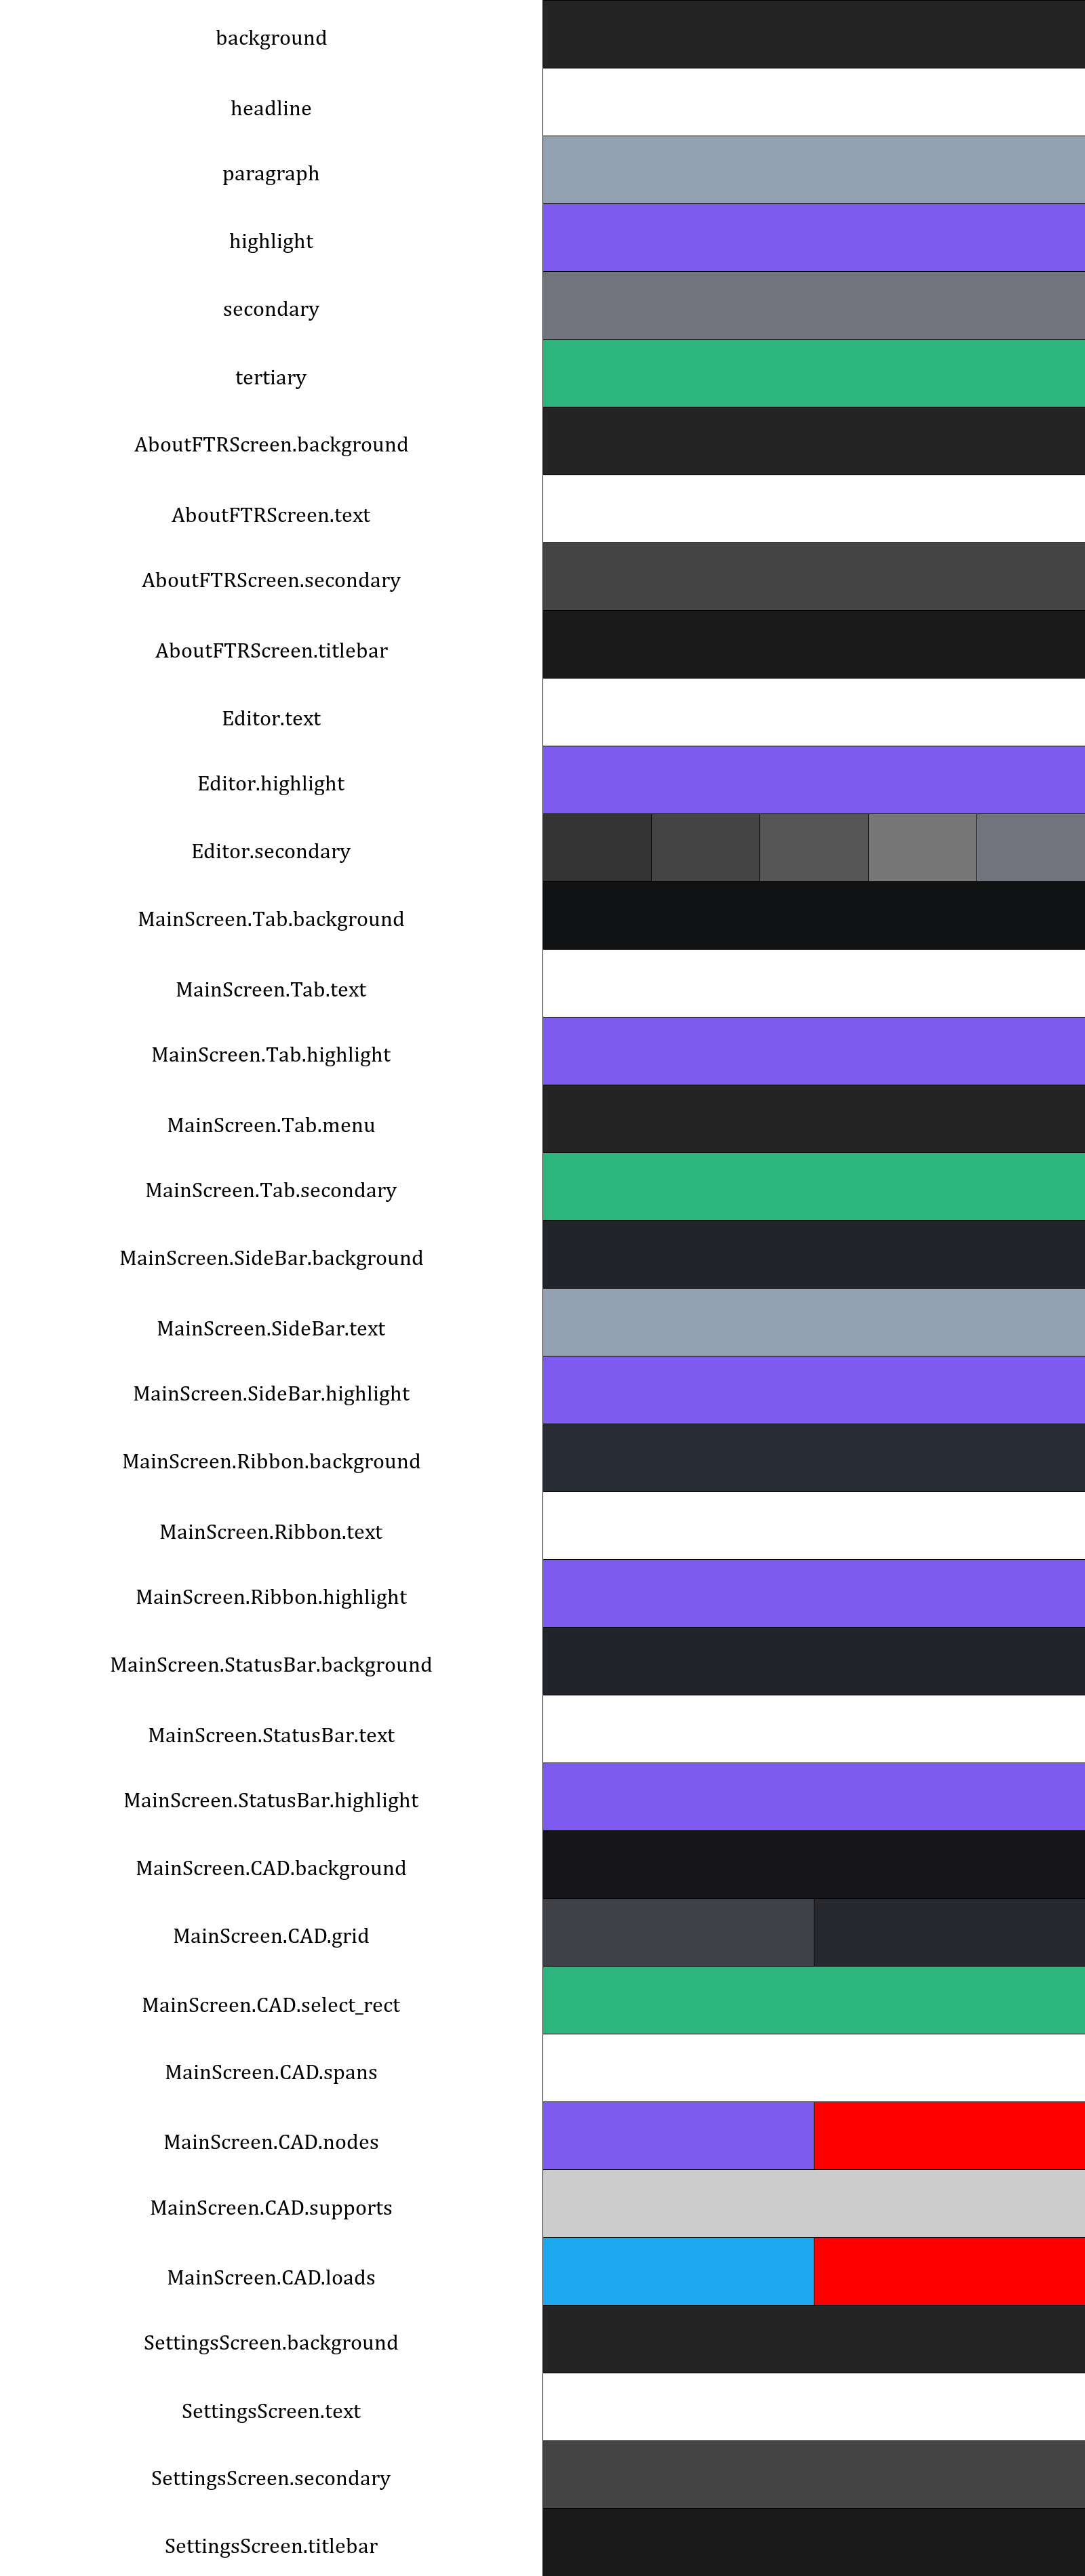 background
headline
paragraph
highlight
secondary
tertiary
AboutFTRScreen.background
AboutFTRScreen.text
AboutFTRScreen.secondary
AboutFTRScreen.titlebar
Editor.text
Editor.highlight
Editor.secondary
MainScreen.Tab.background
MainScreen.Tab.text
MainScreen.Tab.highlight
MainScreen.Tab.menu
MainScreen.Tab.secondary
MainScreen.SideBar.background
MainScreen.SideBar.text
MainScreen.SideBar.highlight
MainScreen.Ribbon.background
MainScreen.Ribbon.text
MainScreen.Ribbon.highlight
MainScreen.StatusBar.background
MainScreen.StatusBar.text
MainScreen.StatusBar.highlight
MainScreen.CAD.background
MainScreen.CAD.grid
MainScreen.CAD.select_rect
MainScreen.CAD.spans
MainScreen.CAD.nodes
MainScreen.CAD.supports
MainScreen.CAD.loads
SettingsScreen.background
SettingsScreen.text
SettingsScreen.secondary
SettingsScreen.titlebar